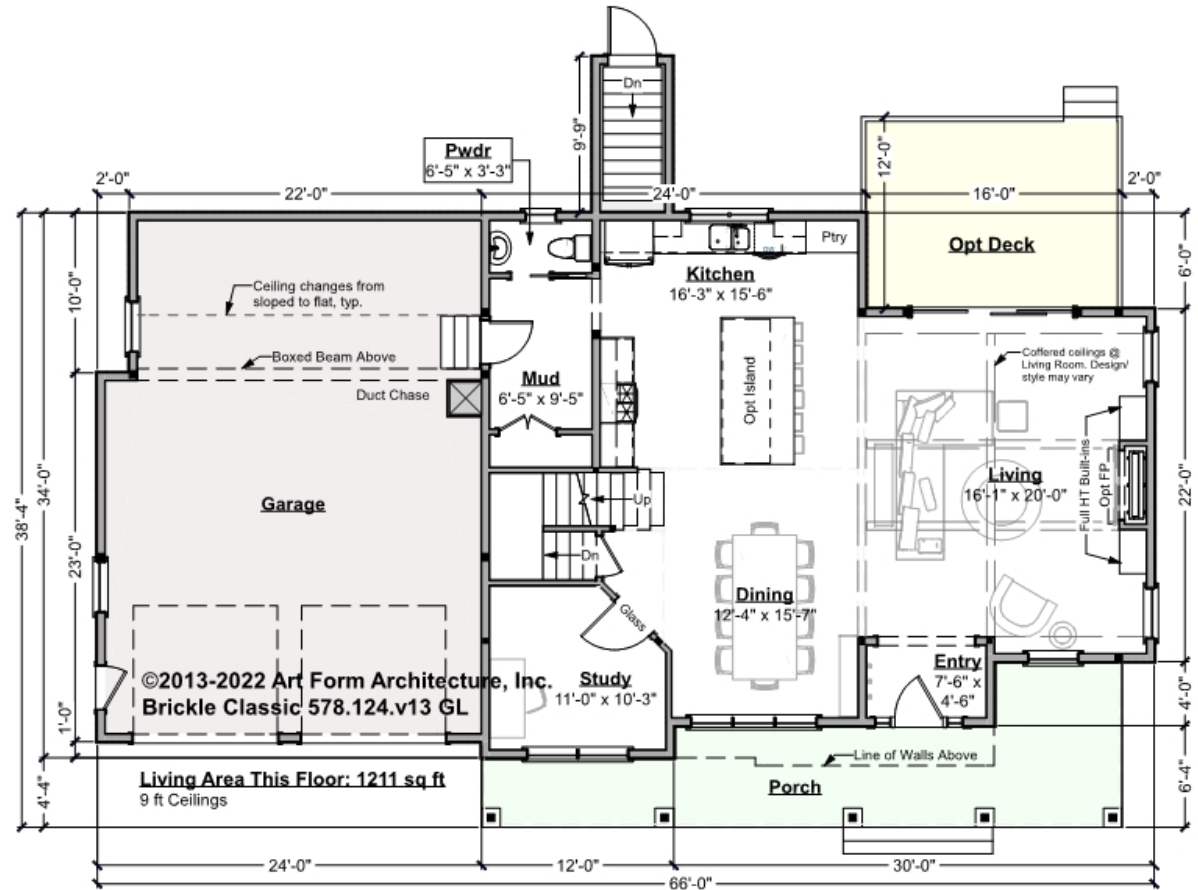 Dn
9'-9"
Pwdr
6'-5" x 3'-3"
12'-0"
2'-0"
22'-0"
24'-0"
16'-0"
2'-0"
Ptry
DW
Opt Deck
6'-0"
Kitchen
16'-3" x 15'-6"
10'-0"
Ceiling changes from
sloped to flat, typ.
Boxed Beam Above
Duct Chase
Mud
6'-5" x 9'-5"
Opt Island
Coffered ceilings @
Living Room. Design/
style may vary
Full HT Built-ins
Opt FP
Living
16'-1" x 20'-0"
22'-0"
38'-4"
34'-0"
Garage
Up
Dn
23'-0"
Dining
12'-4" x 15'-7"
Glass
Study
11'-0" x 10'-3"
Entry
7'-6" x
4'-6"
©2013-2022 Art Form Architecture, Inc.
Brickle Classic 578.124.v13 GL
1'-0"
4'-0"
Line of Walls Above
Living Area This Floor: 1211 sq ft
9 ft Ceilings
Porch
4'-4"
6'-4"
24'-0"
12'-0"
30'-0"
66'-0"